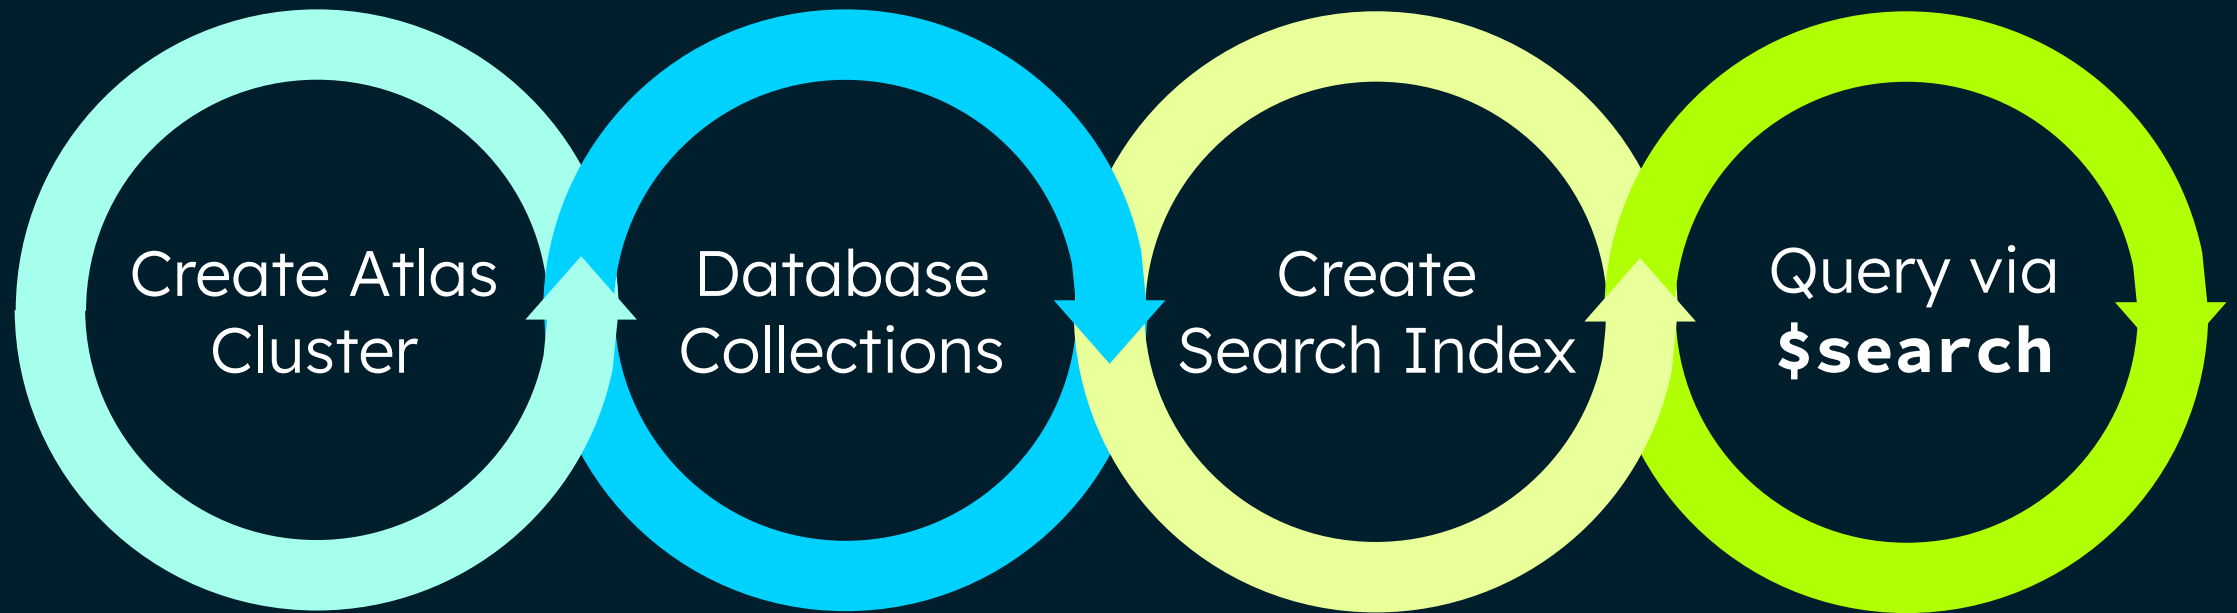 Create Atlas
Cluster
Database
Collections
Create
Search Index
Query via
$search